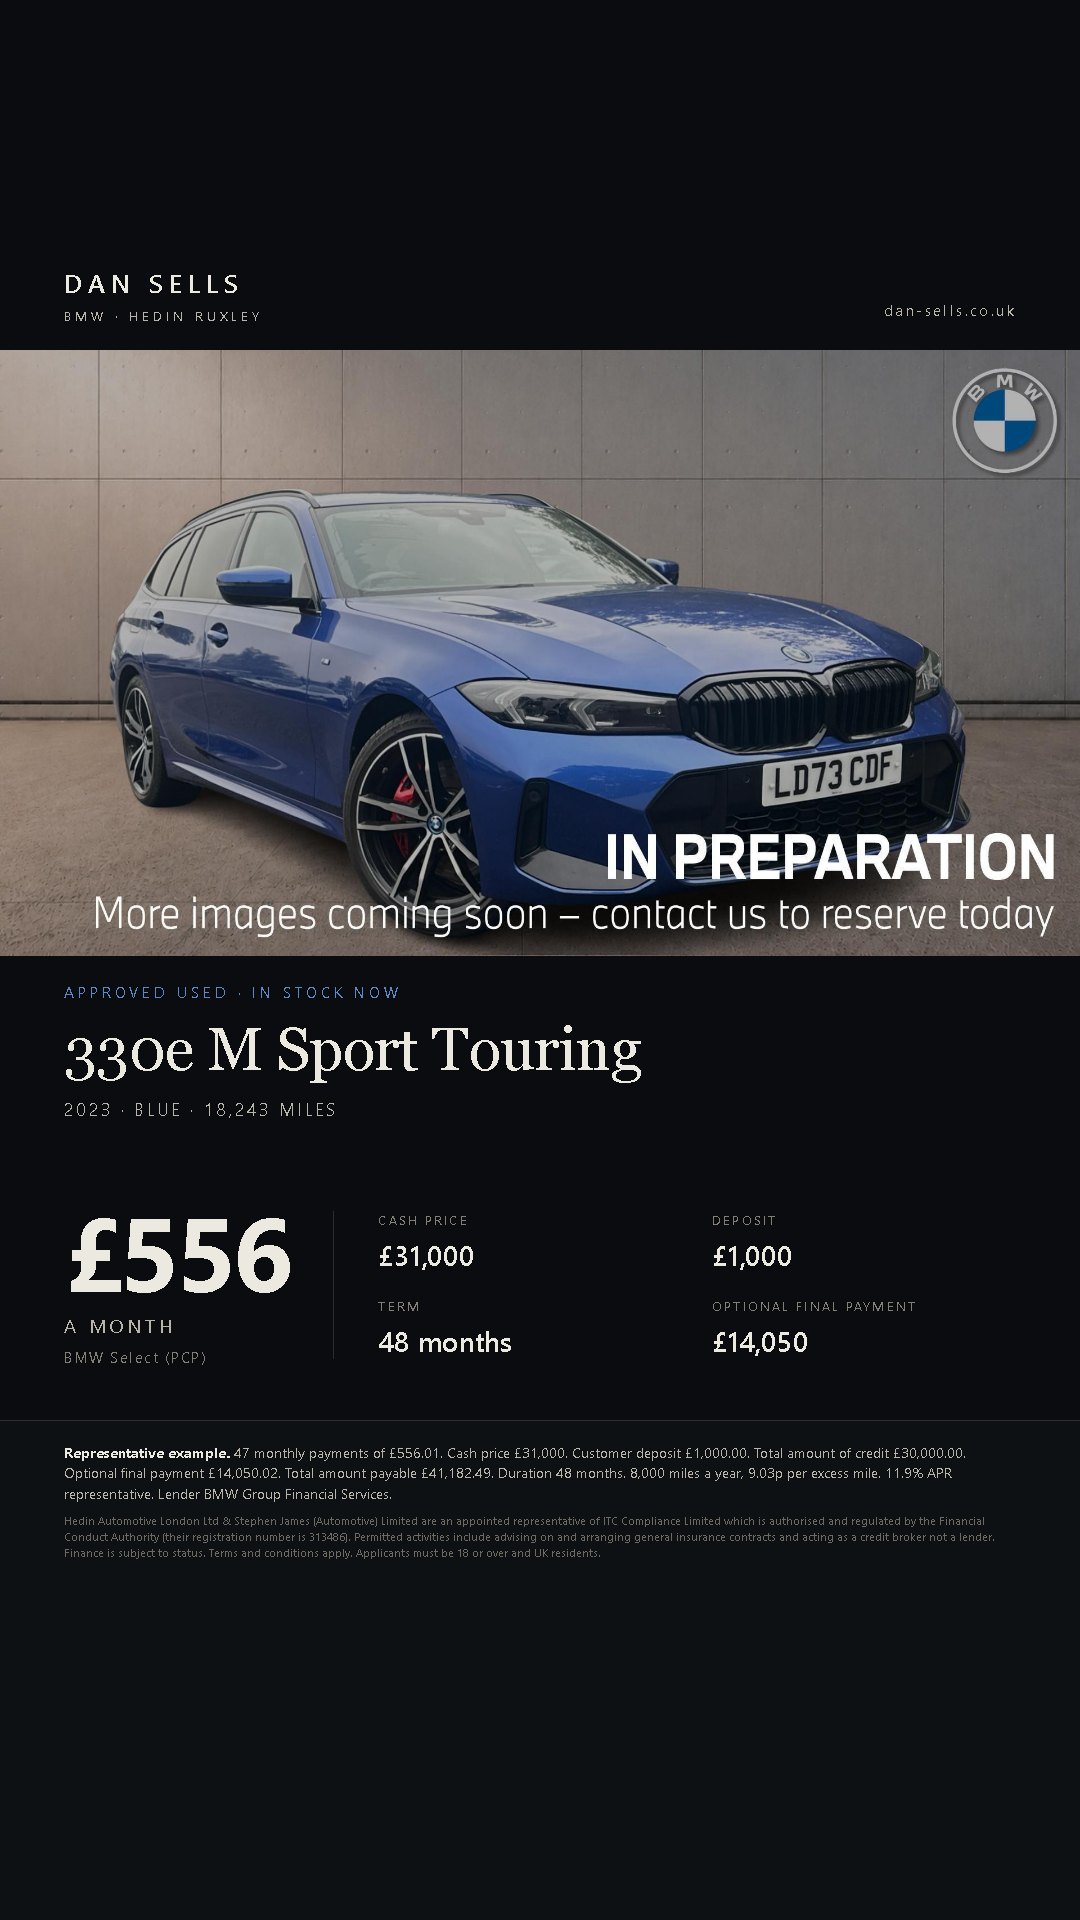 DAN SELLS
BMW · HEDIN RUXLEY
dan-sells.co.uk
BMW
LD73 CDF
IN PREPARATION
More images coming soon – contact us to reserve today
APPROVED USED · IN STOCK NOW
330e M Sport Touring
2023 · BLUE · 18,243 MILES
£556
A MONTH
BMW Select (PCP)
CASH PRICE
£31,000
DEPOSIT
£1,000
TERM
48 months
OPTIONAL FINAL PAYMENT
£14,050
Representative example. 47 monthly payments of £556.01. Cash price £31,000. Customer deposit £1,000.00. Total amount of credit £30,000.00.
Optional final payment £14,050.02. Total amount payable £41,182.49. Duration 48 months. 8,000 miles a year, 9.03p per excess mile. 11.9% APR
representative. Lender BMW Group Financial Services.
Hedin Automotive London Ltd & Stephen James (Automotive) Limited are an appointed representative of ITC Compliance Limited which is authorised and regulated by the Financial
Conduct Authority (their registration number is 313486). Permitted activities include advising on and arranging general insurance contracts and acting as a credit broker not a lender.
Finance is subject to status. Terms and conditions apply. Applicants must be 18 or over and UK residents.